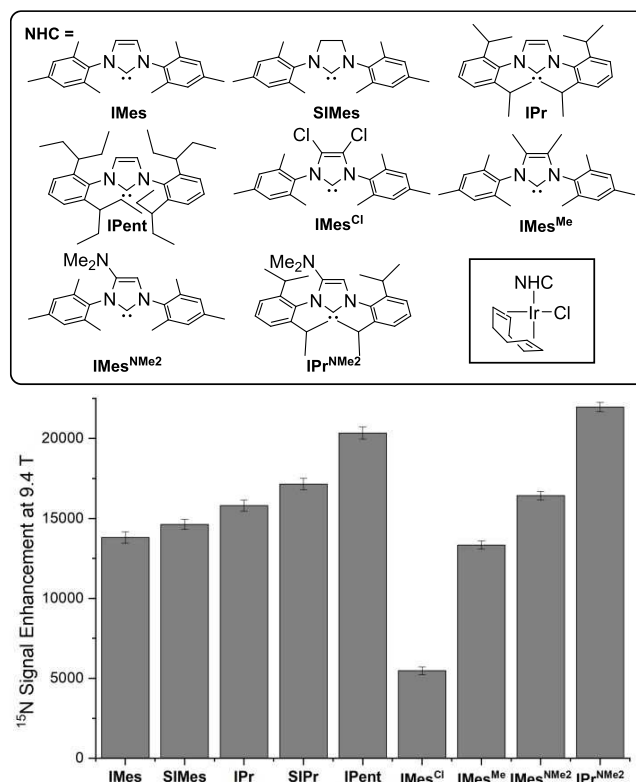 NHC =
N N
IMes
N N
SIMes
N N
IPr
N N
IPent
Cl Cl
N N
IMes^Cl
N N
IMes^Me
Me₂N
N N
IMes^NMe2
Me₂N
N N
IPr^NMe2
NHC
Ir Cl
¹⁵N Signal Enhancement at 9.4 T
20000
15000
10000
5000
0
IMes SIMes IPr SIPr IPent IMes^Cl IMes^Me IMes^NMe2 IPr^NMe2